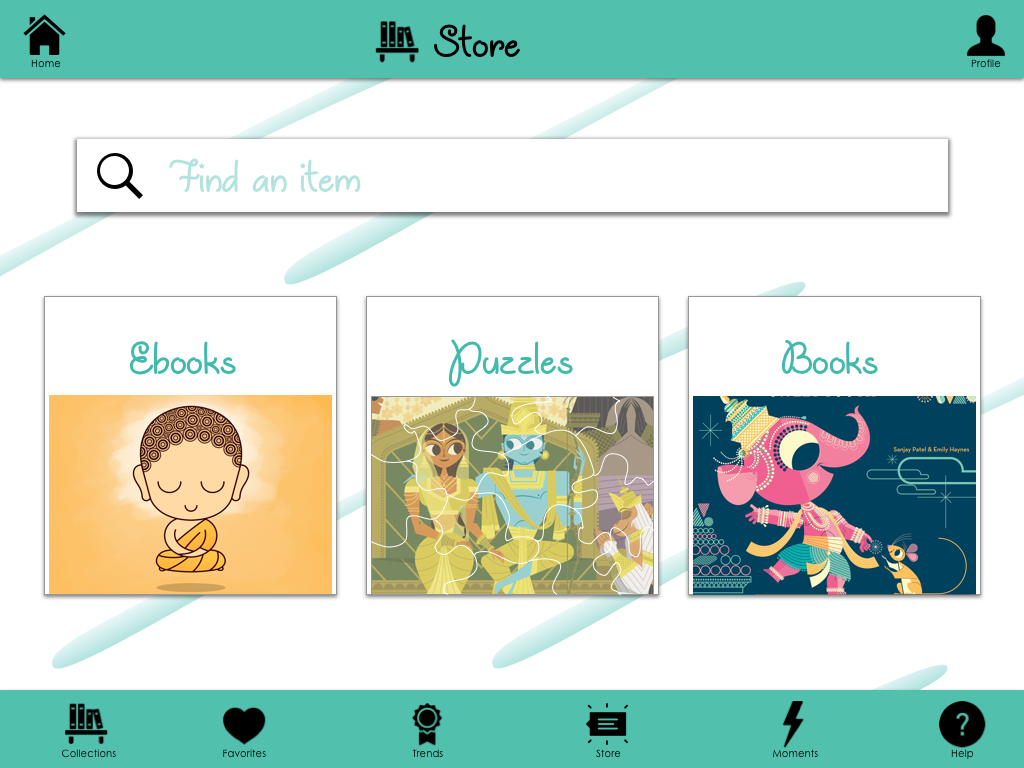 Home
Store
Profile
Find an item
Ebooks
Puzzles
Books
Sanjay Patel & Emily Haynes
Collections
Favorites
Trends
Store
Moments
?
Help